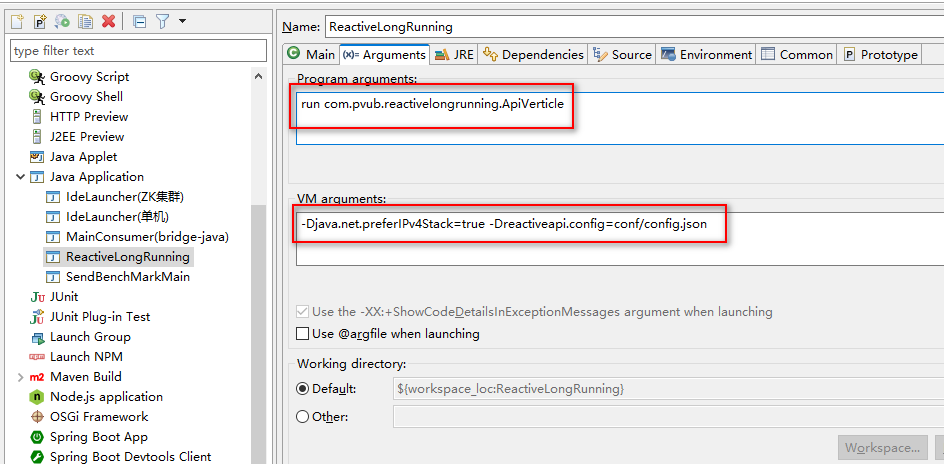 type filter text
Groovy Script
Groovy Shell
HTTP Preview
J2EE Preview
Java Applet
Java Application
IdeLauncher(ZK集群)
IdeLauncher(单机)
MainConsumer(bridge-java)
ReactiveLongRunning
SendBenchMarkMain
JUnit
JUnit Plug-in Test
Launch Group
Launch NPM
Maven Build
Node.js application
OSGi Framework
Spring Boot App
Spring Boot Devtools Client
Name: ReactiveLongRunning
Main (x)= Arguments JRE Dependencies Source Environment Common Prototype
Program arguments:
run com.pvub.reactivelongrunning.ApiVerticle
VM arguments:
-Djava.net.preferIPv4Stack=true -Dreactiveapi.config=conf/config.json
Use the -XX:+ShowCodeDetailsInExceptionMessages argument when launching
Use @argfile when launching
Working directory:
Default: ${workspace_loc:ReactiveLongRunning}
Other:
Workspace...